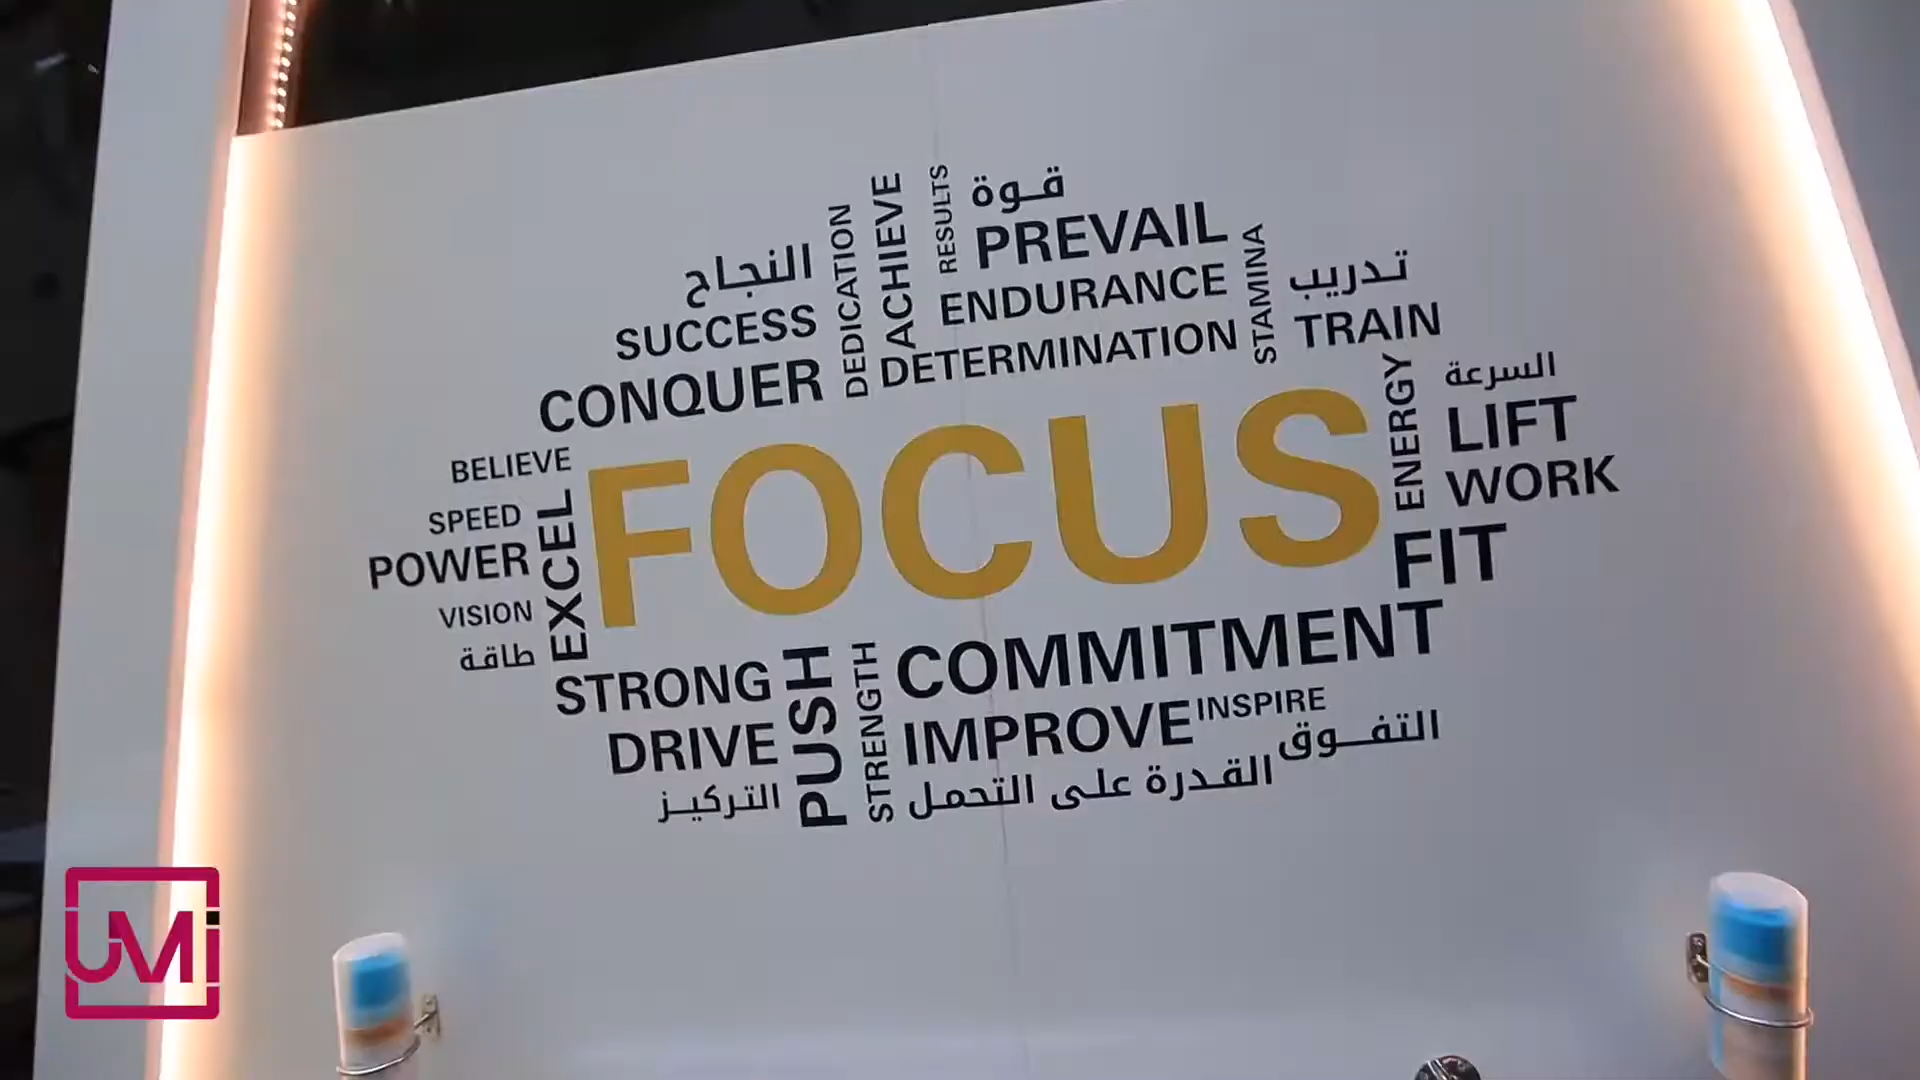 قوة
RESULTS
ACHIEVE
PREVAIL
DEDICATION
النجاح
STAMINA
تدريب
ENDURANCE
SUCCESS
TRAIN
DETERMINATION
CONQUER
السرعة
ENERGY
LIFT
BELIEVE
FOCUS
WORK
SPEED
EXCEL
POWER
FIT
VISION
طاقة
COMMITMENT
STRONG
PUSH
STRENGTH
INSPIRE
IMPROVE
DRIVE
التفوق
القدرة على التحمل
التركيز
UMi